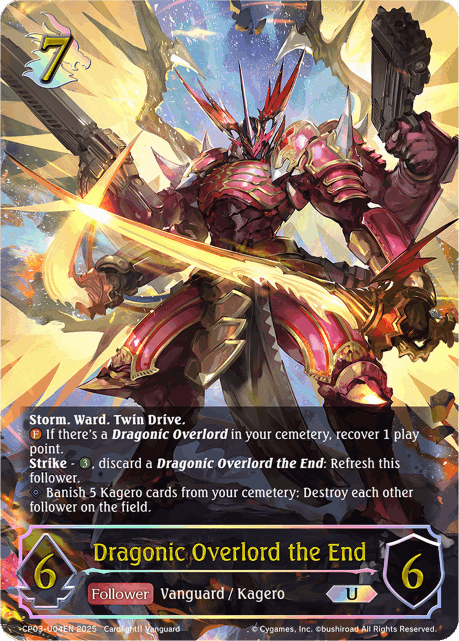 7
Storm. Ward. Twin Drive.
E If there's a Dragonic Overlord in your cemetery, recover 1 play
point.
Strike - 3, discard a Dragonic Overlord the End: Refresh this
follower.
Banish 5 Kagero cards from your cemetery: Destroy each other
follower on the field.
Dragonic Overlord the End
6
6
Follower Vanguard / Kagero U
CP03-U04EN 2025 Cardfight!! Vanguard © Cygames, Inc. ©bushiroad All Rights Reserved.